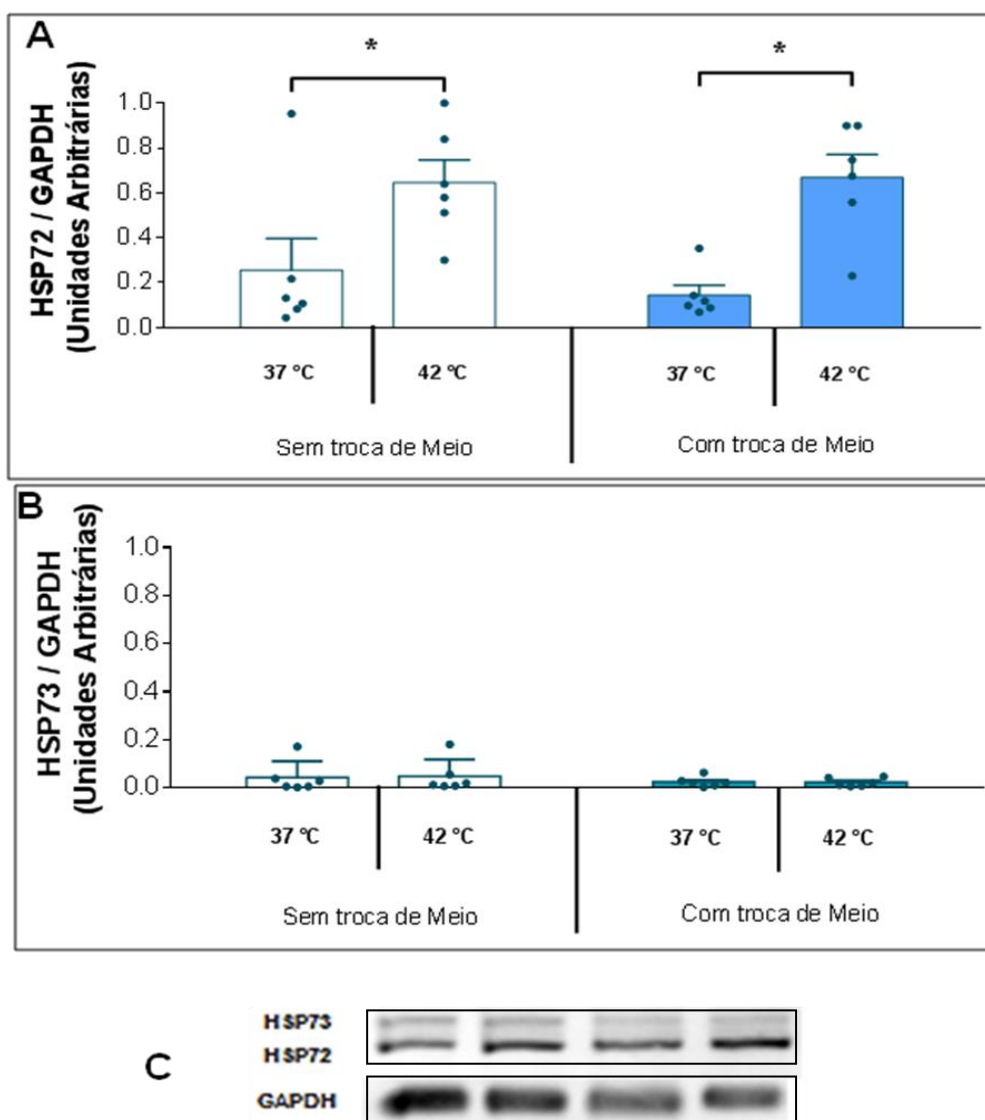 A
HSP72 / GAPDH
(Unidades Arbitrárias)
*
*
1.0
0.8
0.6
0.4
0.2
0.0
37 °C
42 °C
37 °C
42 °C
Sem troca de Meio
Com troca de Meio
B
HSP73 / GAPDH
(Unidades Arbitrárias)
1.0
0.8
0.6
0.4
0.2
0.0
37 °C
42 °C
37 °C
42 °C
Sem troca de Meio
Com troca de Meio
C
HSP73
HSP72
GAPDH